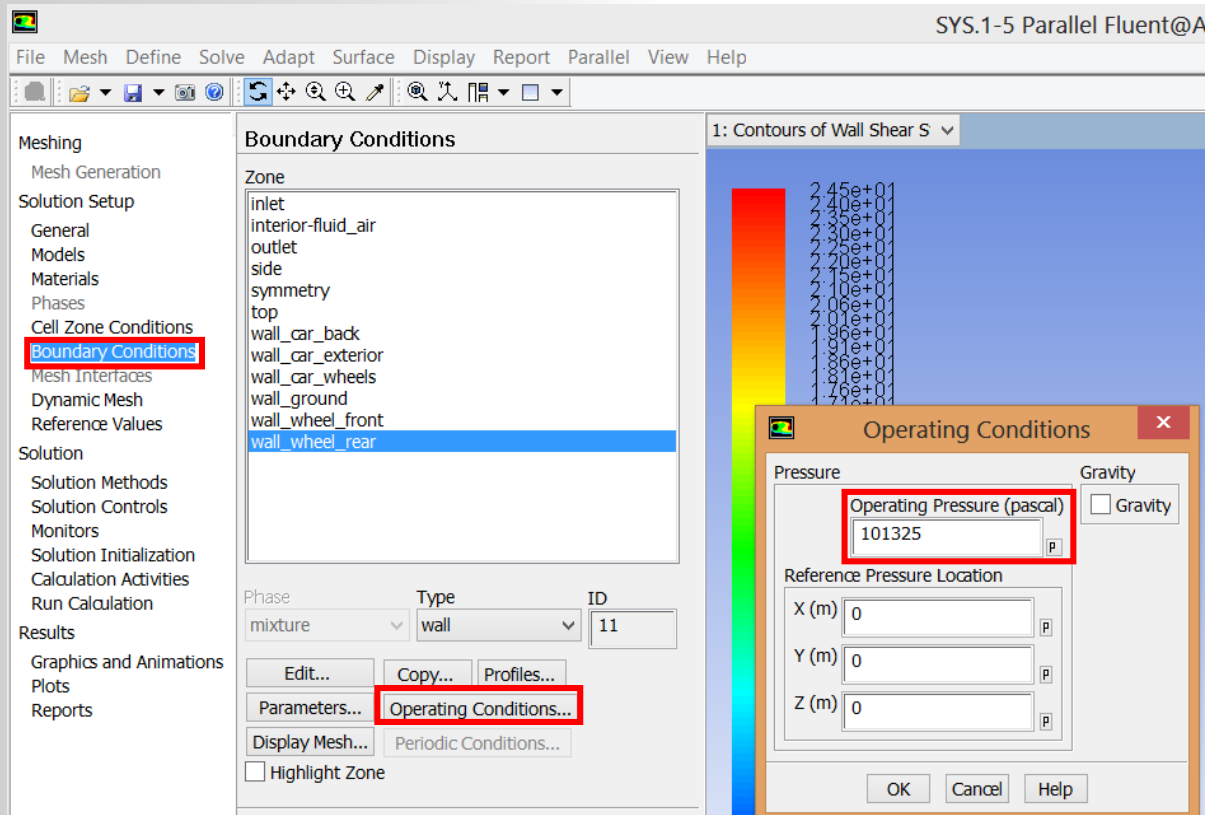 SYS.1-5 Parallel Fluent@A
File Mesh Define Solve Adapt Surface Display Report Parallel View Help
Meshing
Mesh Generation
Solution Setup
General
Models
Materials
Phases
Cell Zone Conditions
Boundary Conditions
Mesh Interfaces
Dynamic Mesh
Reference Values
Solution
Solution Methods
Solution Controls
Monitors
Solution Initialization
Calculation Activities
Run Calculation
Results
Graphics and Animations
Plots
Reports
Boundary Conditions
Zone
inlet
interior-fluid_air
outlet
side
symmetry
top
wall_car_back
wall_car_exterior
wall_car_wheels
wall_ground
wall_wheel_front
wall_wheel_rear
Phase Type ID
mixture wall 11
Edit... Copy... Profiles...
Parameters... Operating Conditions...
Display Mesh... Periodic Conditions...
Highlight Zone
1: Contours of Wall Shear S
2.45e+01
2.40e+01
2.35e+01
2.30e+01
2.25e+01
2.20e+01
2.15e+01
2.10e+01
2.06e+01
2.01e+01
1.96e+01
1.91e+01
1.86e+01
1.81e+01
1.76e+01
1.71e+01
Operating Conditions
Pressure
Operating Pressure (pascal)
101325
P
Reference Pressure Location
X (m) 0 P
Y (m) 0 P
Z (m) 0 P
Gravity
Gravity
OK Cancel Help